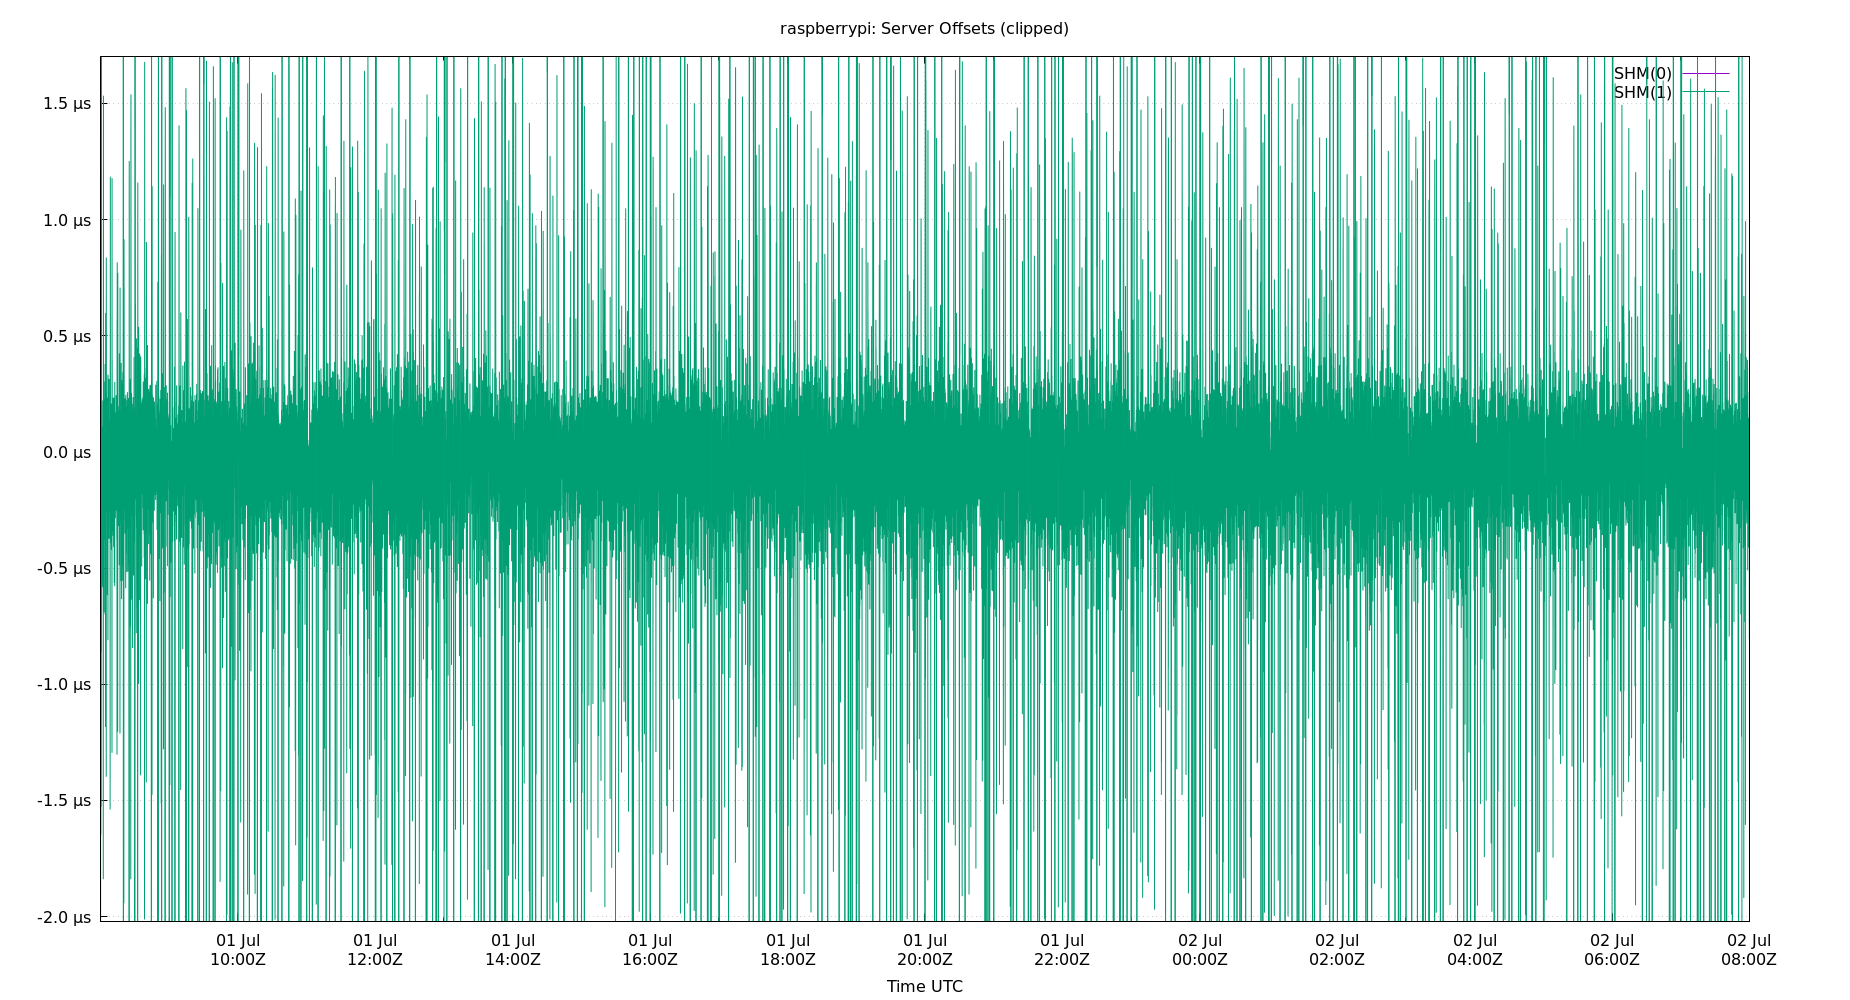 raspberrypi: Server Offsets (clipped)
SHM(0)
SHM(1)
1.5 µs
1.0 µs
0.5 µs
0.0 µs
-0.5 µs
-1.0 µs
-1.5 µs
-2.0 µs
01 Jul 01 Jul 01 Jul 01 Jul 01 Jul 01 Jul 01 Jul 02 Jul 02 Jul 02 Jul 02 Jul 02 Jul
10:00Z 12:00Z 14:00Z 16:00Z 18:00Z 20:00Z 22:00Z 00:00Z 02:00Z 04:00Z 06:00Z 08:00Z
Time UTC